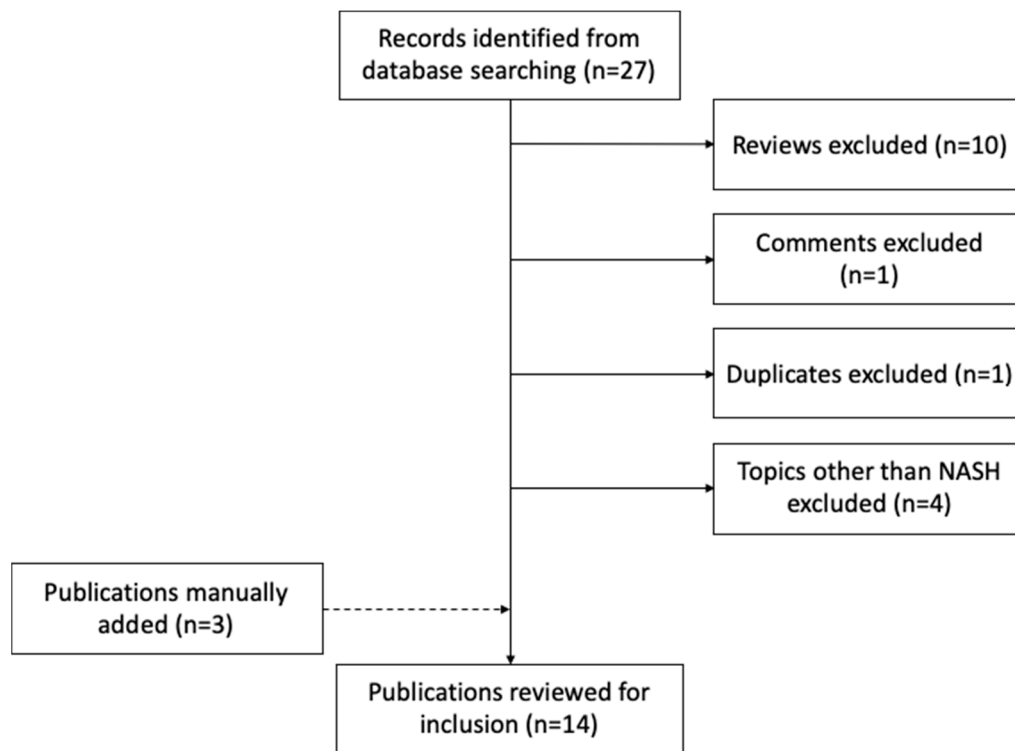 Records identified from
database searching (n=27)
Reviews excluded (n=10)
Comments excluded
(n=1)
Duplicates excluded (n=1)
Topics other than NASH
excluded (n=4)
Publications manually
added (n=3)
Publications reviewed for
inclusion (n=14)